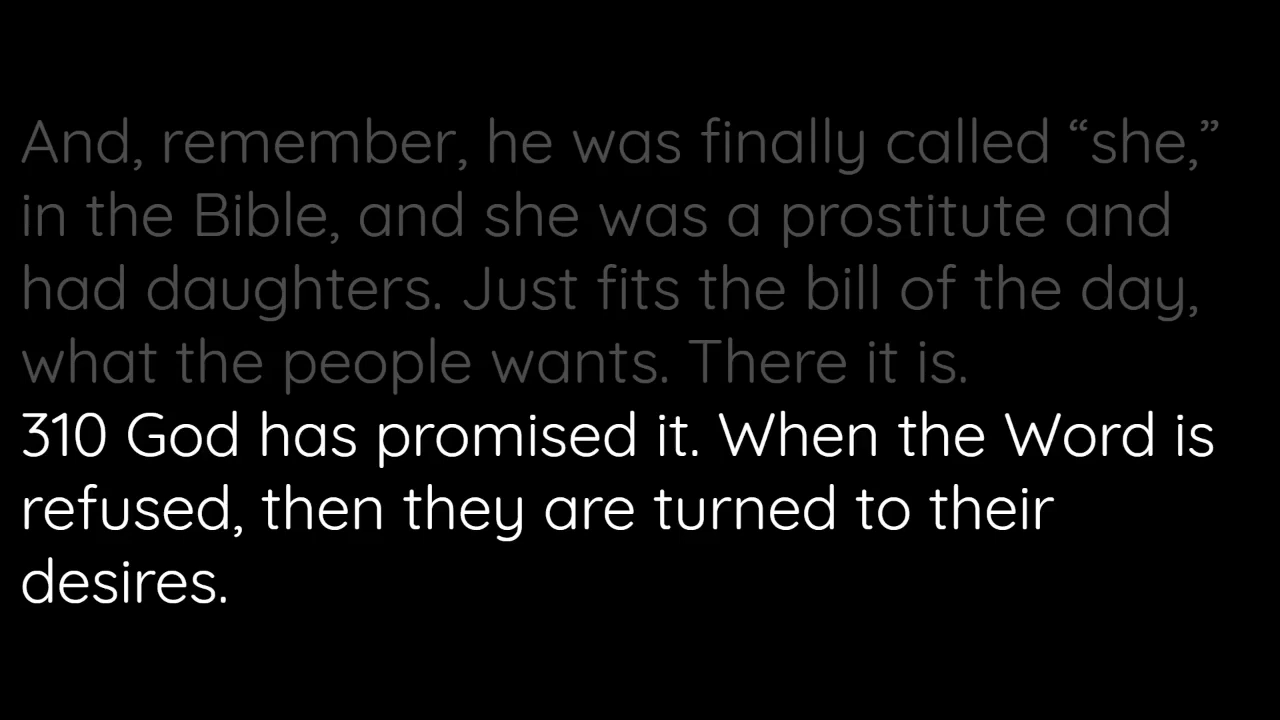 And, remember, he was finally called “she,”
in the Bible, and she was a prostitute and
had daughters. Just fits the bill of the day,
what the people wants. There it is.
310 God has promised it. When the Word is
refused, then they are turned to their
desires.